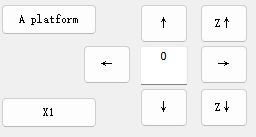 A platform ↑ Z↑
← 0 →
X1 ↓ Z↓